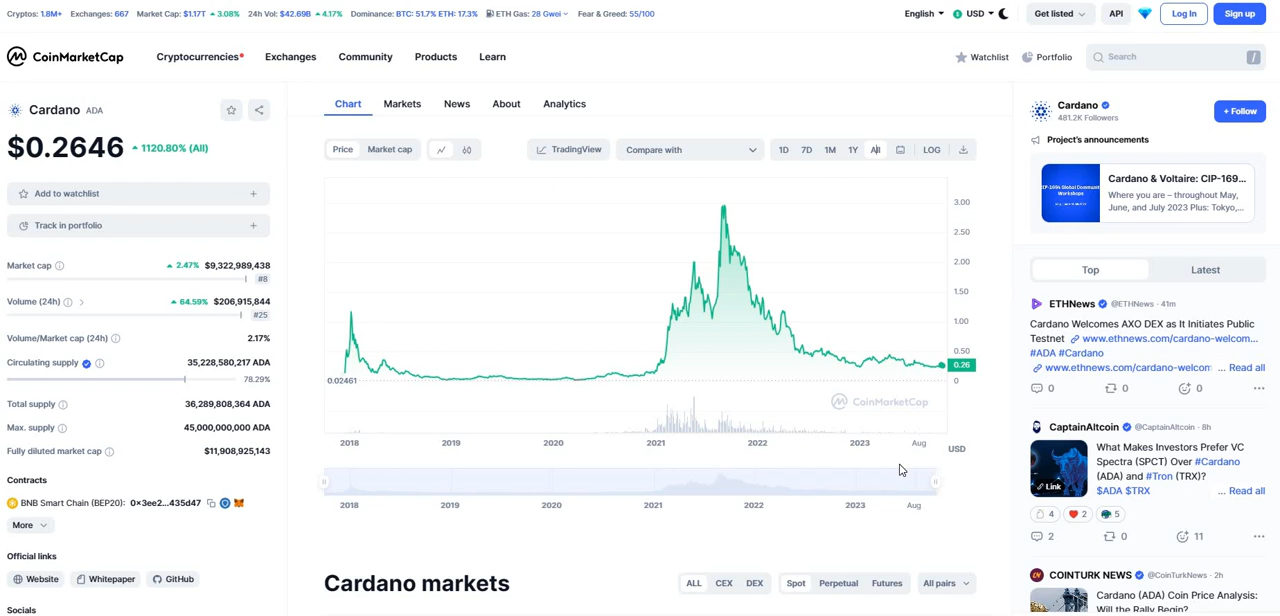 Cryptos: 1.8M+ Exchanges: 667 Market Cap: $1.17T 3.08% 24h Vol: $42.69B 4.17% Dominance: BTC: 51.7% ETH: 17.3% ETH Gas: 28 Gwei Fear & Greed: 55/100
English USD Get listed API Log In Sign up
CoinMarketCap Cryptocurrencies Exchanges Community Products Learn Watchlist Portfolio Search /
Cardano ADA
$0.2646 1120.80% (All)
Add to watchlist +
Track in portfolio +
Market cap 2.47% $9,322,989,438
#8
Volume (24h) 64.59% $206,915,844
#25
Volume/Market cap (24h) 2.17%
Circulating supply 35,228,580,217 ADA
78.29%
Total supply 36,289,808,364 ADA
Max. supply 45,000,000,000 ADA
Fully diluted market cap $11,908,925,143
Contracts
BNB Smart Chain (BEP20): 0x3ee2...435d47
More
Official links
Website Whitepaper GitHub
Socials
Chart Markets News About Analytics
Price Market cap TradingView Compare with 1D 7D 1M 1Y All LOG
3.00
2.50
2.00
1.50
1.00
0.50
0.26
0
0.02461
CoinMarketCap
2018 2019 2020 2021 2022 2023 Aug
USD
2018 2019 2020 2021 2022 2023 Aug
Cardano markets ALL CEX DEX Spot Perpetual Futures All pairs
Cardano
481.2K Followers
+ Follow
Project's announcements
Cardano & Voltaire: CIP-169...
Where you are – throughout May,
June, and July 2023 Plus: Tokyo,...
Top Latest
ETHNews @ETHNews · 41m
Cardano Welcomes AXO DEX as It Initiates Public
Testnet www.ethnews.com/cardano-welcom...
#ADA #Cardano
www.ethnews.com/cardano-welcom ... Read all
0 0 0
CaptainAltcoin @CaptainAltcoin · 8h
Link
What Makes Investors Prefer VC
Spectra (SPCT) Over #Cardano
(ADA) and #Tron (TRX)?
$ADA $TRX ... Read all
4 2 5
2 0 11
COINTURK NEWS @CoinTurkNews · 2h
Cardano (ADA) Coin Price Analysis:
Will the Rally Begin?